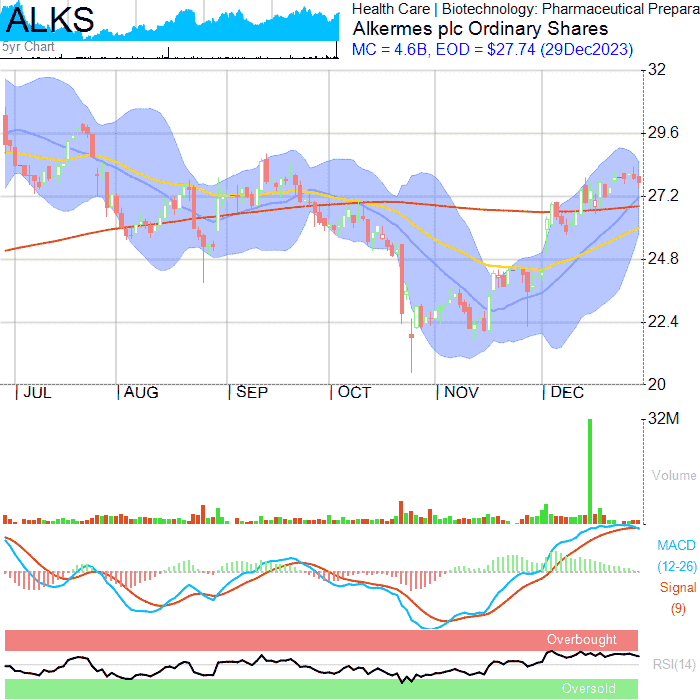 ALKS
5yr Chart
Health Care | Biotechnology: Pharmaceutical Prepara
Alkermes plc Ordinary Shares
MC = 4.6B, EOD = $27.74 (29Dec2023)
32
29.6
27.2
24.8
22.4
20
| JUL | AUG | SEP | OCT | NOV | DEC
32M
Volume
MACD
(12-26)
Signal
(9)
Overbought
RSI(14)
Oversold